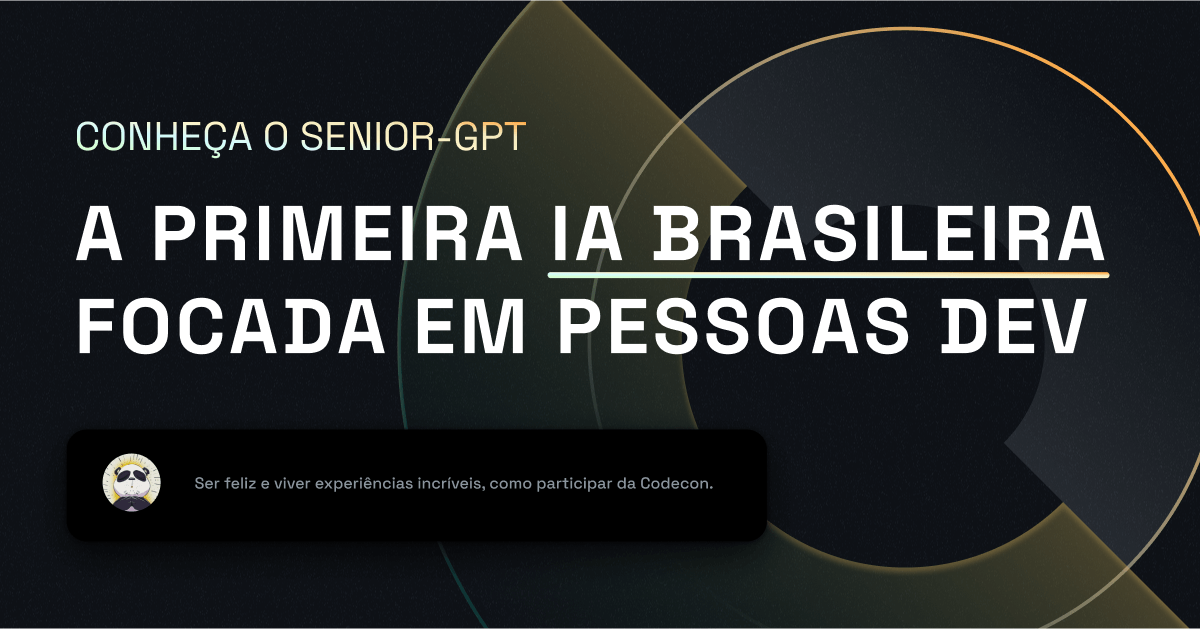 CONHEÇA O SENIOR-GPT
A PRIMEIRA IA BRASILEIRA
FOCADA EM PESSOAS DEV
Ser feliz e viver experiências incríveis, como participar da Codecon.